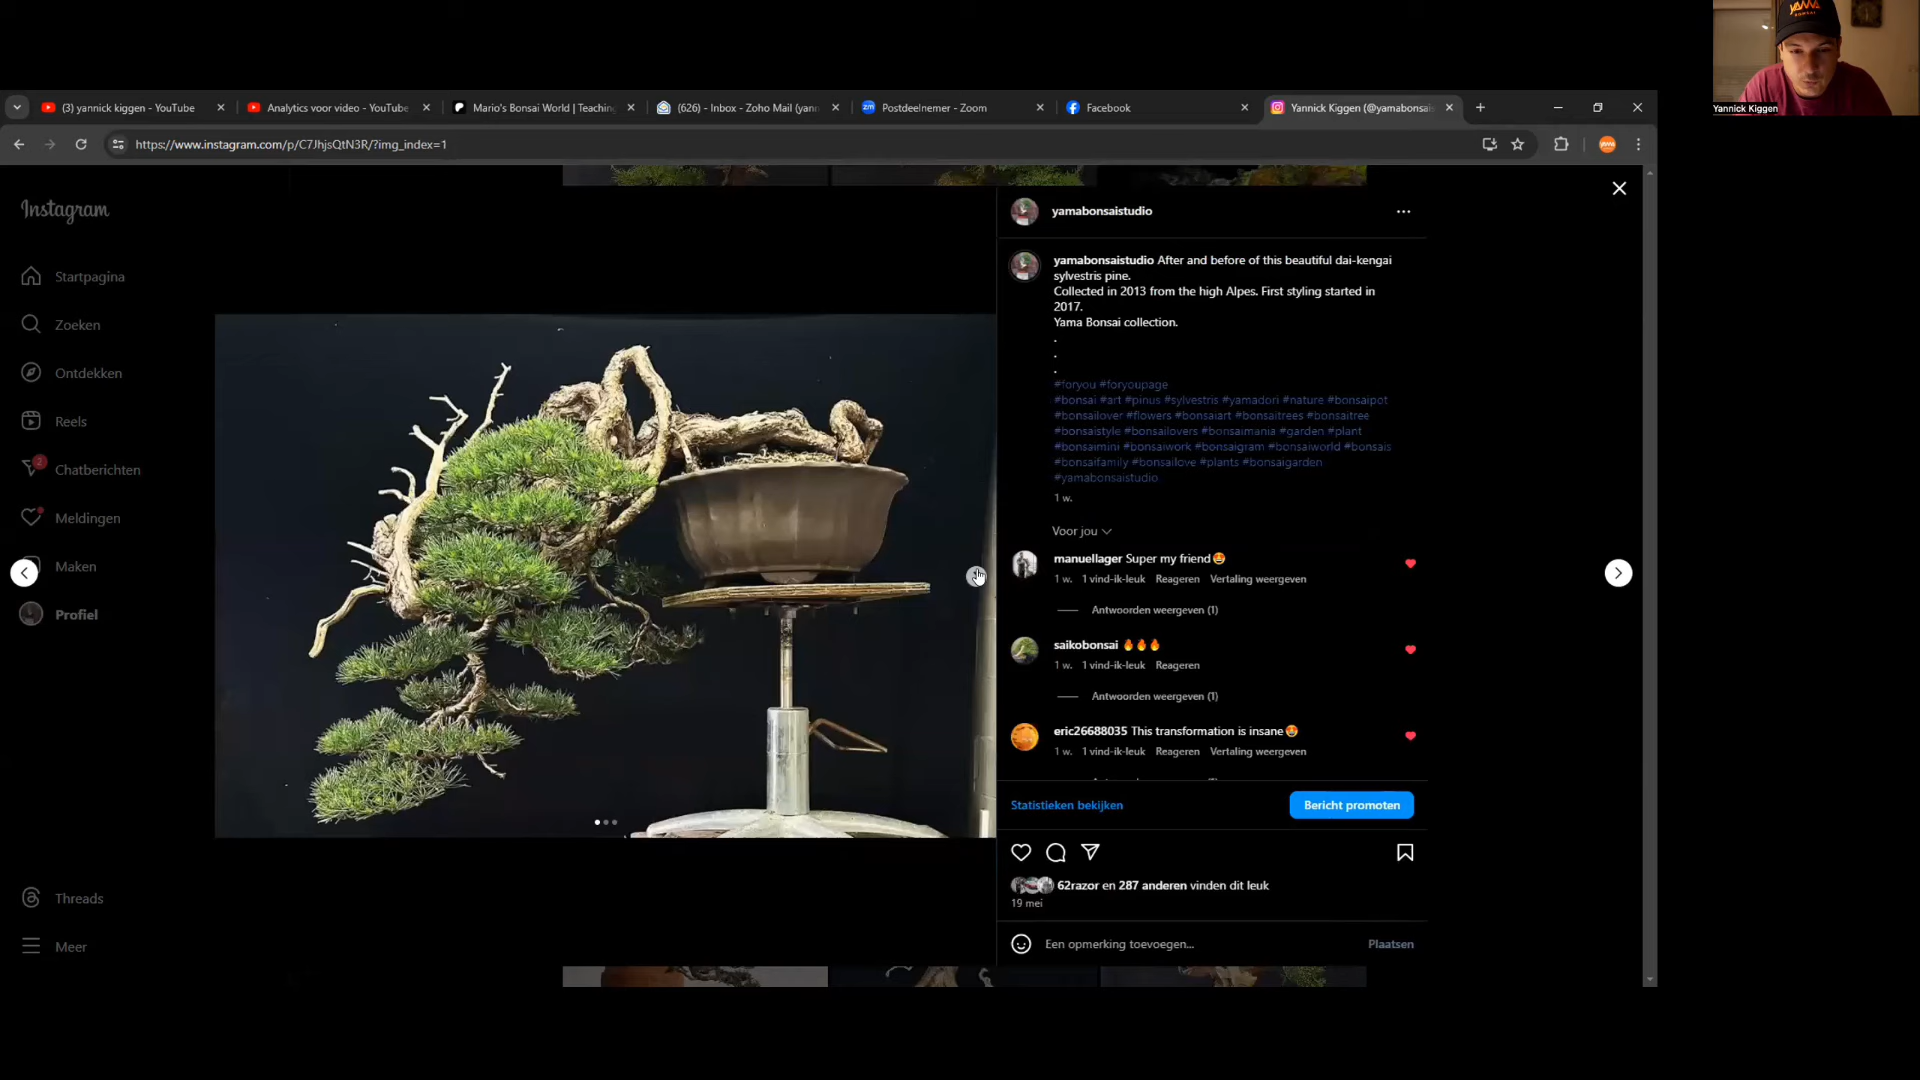 YAMA
BONSAI
Yannick Kiggen
(3) yannick kiggen - YouTube
Analytics voor video - YouTube
Mario's Bonsai World | Teaching
(626) - Inbox - Zoho Mail (yann
Postdeelnemer - Zoom
Facebook
Yannick Kiggen (@yamabonsai
https://www.instagram.com/p/C7JhjsQtN3R/?img_index=1
Instagram
Startpagina
Zoeken
Ontdekken
Reels
2
Chatberichten
Meldingen
Maken
Profiel
Threads
Meer
yamabonsaistudio
yamabonsaistudio After and before of this beautiful dai-kengai
sylvestris pine.
Collected in 2013 from the high Alpes. First styling started in
2017.
Yama Bonsai collection.
.
.
.
#foryou #foryoupage
#bonsai #art #pinus #sylvestris #yamadori #nature #bonsaipot
#bonsailover #flowers #bonsaiart #bonsaitrees #bonsaitree
#bonsaistyle #bonsailovers #bonsaimania #garden #plant
#bonsaimini #bonsaiwork #bonsaigram #bonsaiworld #bonsais
#bonsaifamily #bonsailove #plants #bonsaigarden
#yamabonsaistudio
1 w.
Voor jou
manuellager Super my friend🤩
1 w. 1 vind-ik-leuk Reageren Vertaling weergeven
Antwoorden weergeven (1)
saikobonsai 🔥🔥🔥
1 w. 1 vind-ik-leuk Reageren
Antwoorden weergeven (1)
eric26688035 This transformation is insane🤩
1 w. 1 vind-ik-leuk Reageren Vertaling weergeven
Statistieken bekijken
Bericht promoten
62razor en 287 anderen vinden dit leuk
19 mei
Een opmerking toevoegen...
Plaatsen